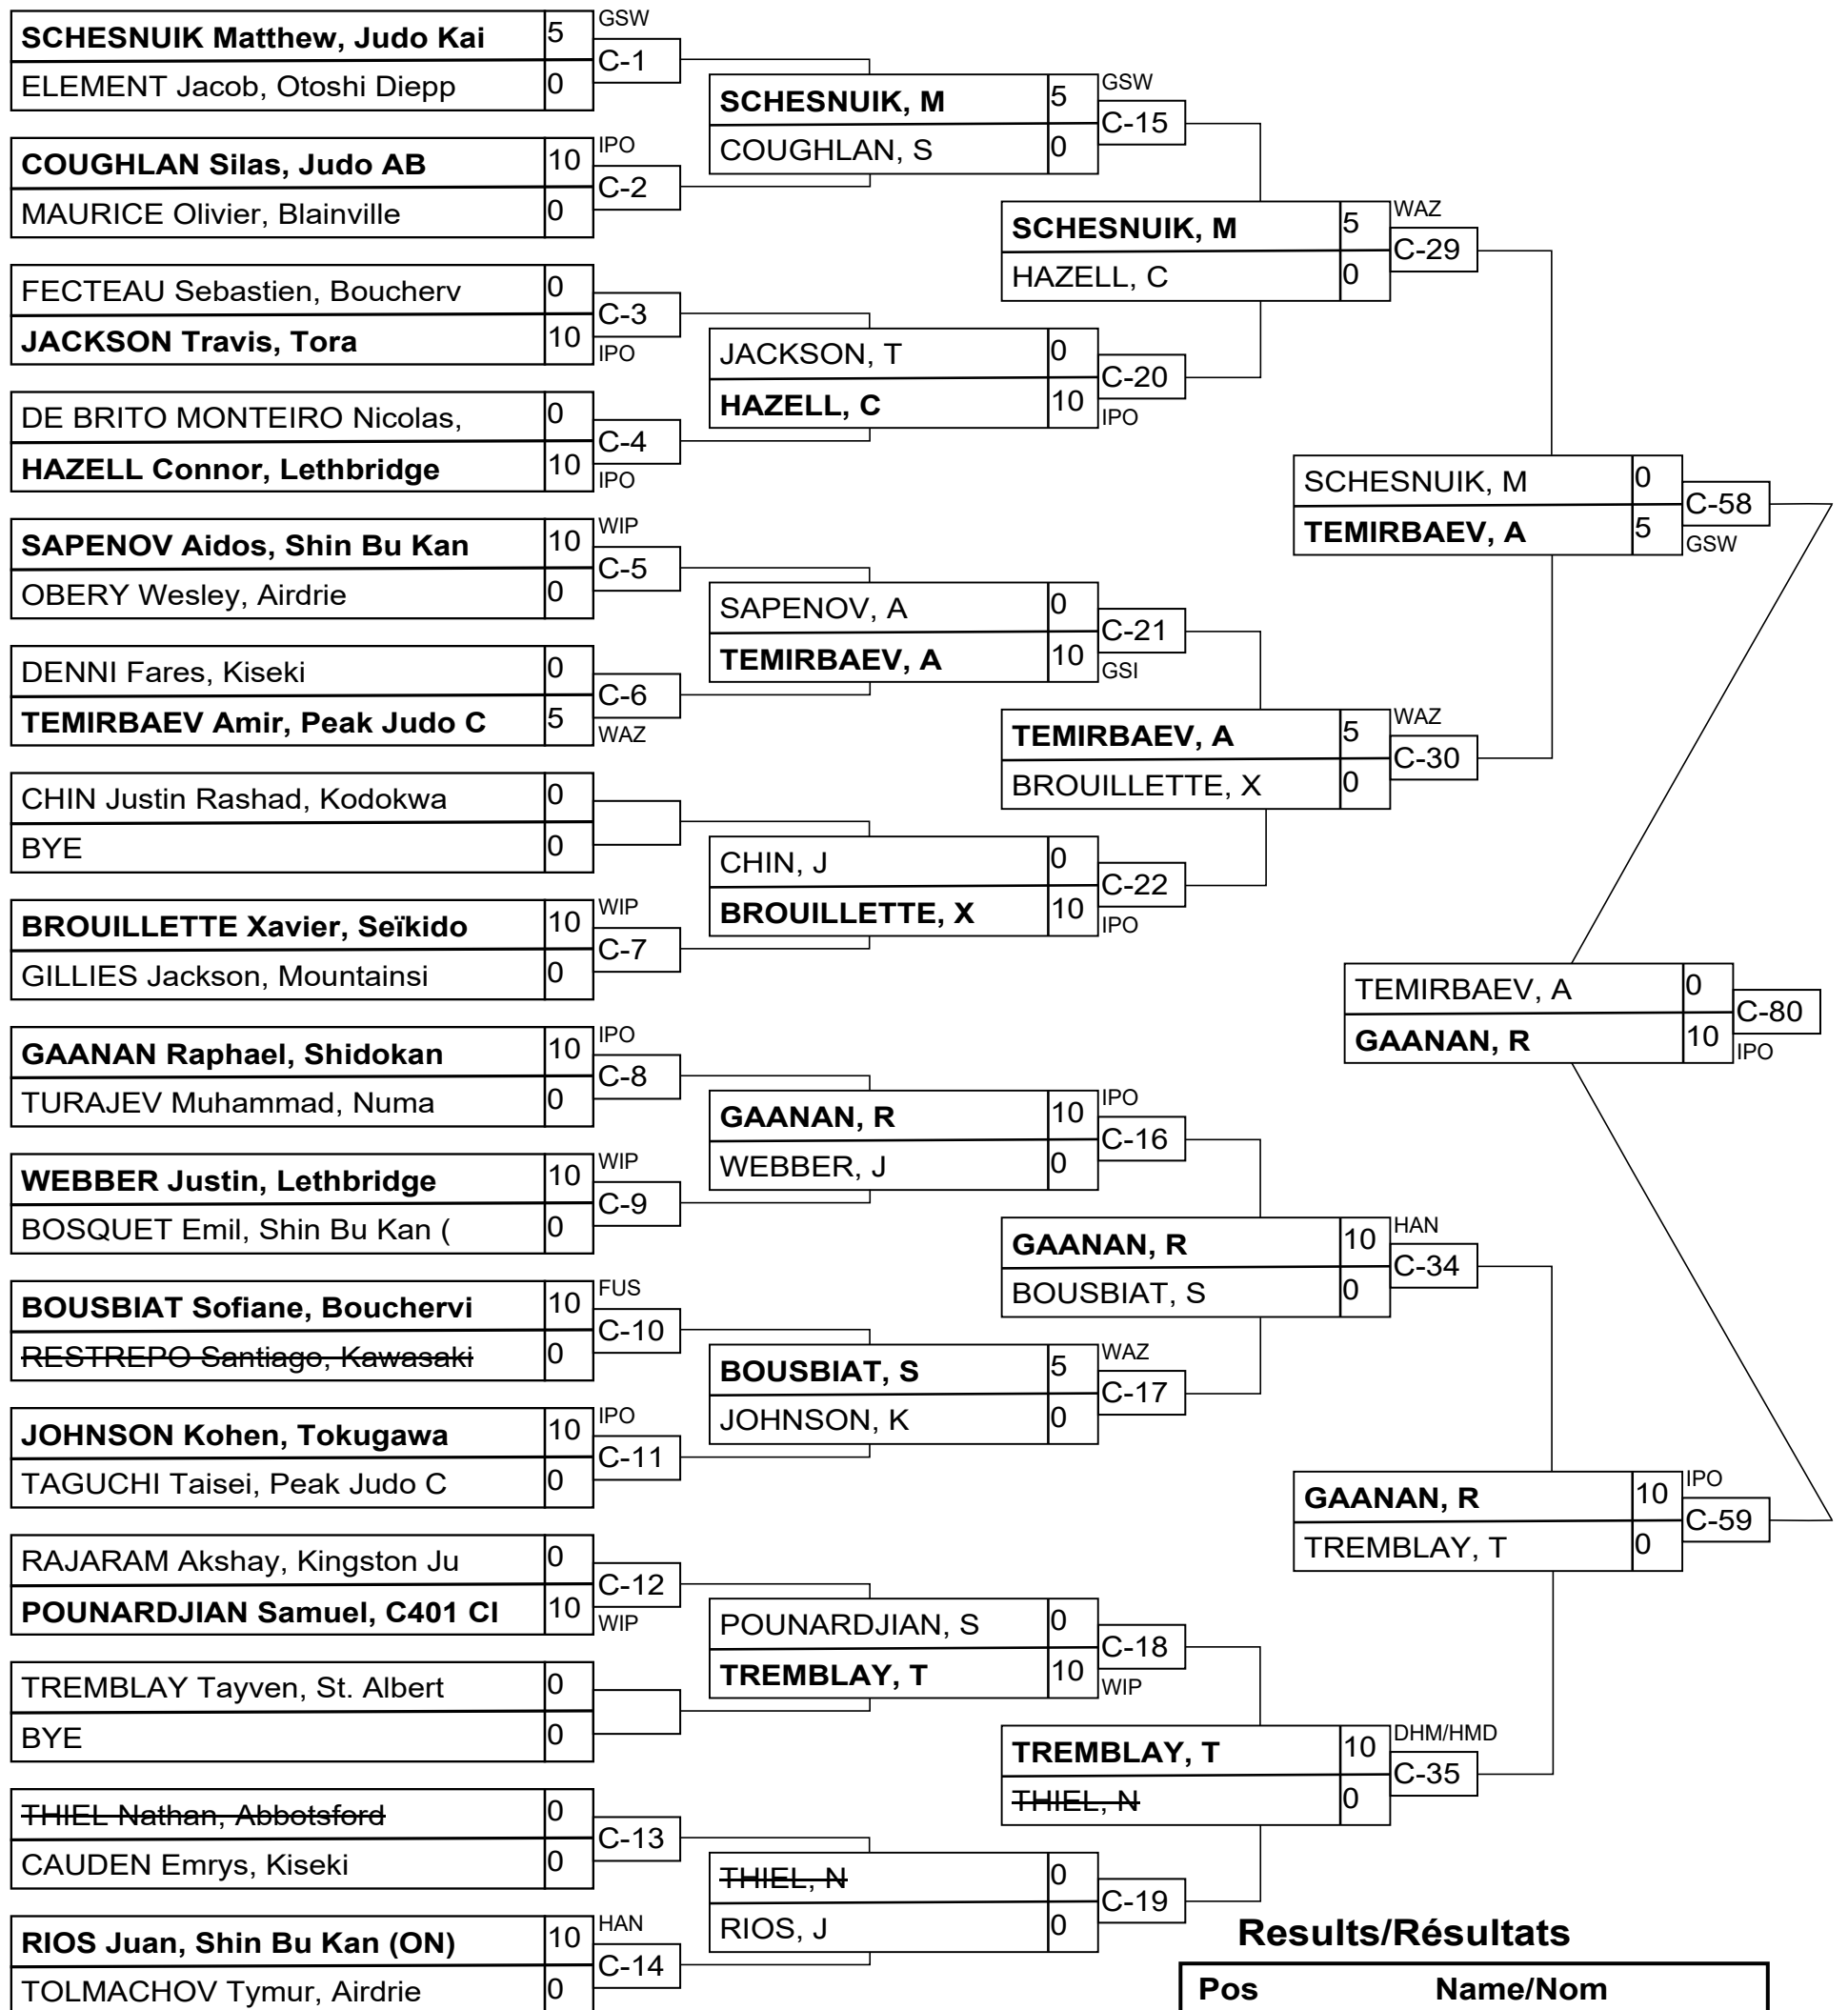 SCHESNUIK Matthew, Judo Kai 5 GSW
ELEMENT Jacob, Otoshi Diepp 0
C-1
COUGHLAN Silas, Judo AB 10 IPO
MAURICE Olivier, Blainville 0
C-2
FECTEAU Sebastien, Boucherv 0
JACKSON Travis, Tora 10 IPO
C-3
DE BRITO MONTEIRO Nicolas, 0
HAZELL Connor, Lethbridge 10 IPO
C-4
SAPENOV Aidos, Shin Bu Kan 10 WIP
OBERY Wesley, Airdrie 0
C-5
DENNI Fares, Kiseki 0
TEMIRBAEV Amir, Peak Judo C 5 WAZ
C-6
CHIN Justin Rashad, Kodokwa 0
BYE 0
BROUILLETTE Xavier, Seïkido 10 WIP
GILLIES Jackson, Mountainsi 0
C-7
GAANAN Raphael, Shidokan 10 IPO
TURAJEV Muhammad, Numa 0
C-8
WEBBER Justin, Lethbridge 10 WIP
BOSQUET Emil, Shin Bu Kan ( 0
C-9
BOUSBIAT Sofiane, Bouchervi 10 FUS
RESTREPO Santiago, Kawasaki 0
C-10
JOHNSON Kohen, Tokugawa 10 IPO
TAGUCHI Taisei, Peak Judo C 0
C-11
RAJARAM Akshay, Kingston Ju 0
POUNARDJIAN Samuel, C401 Cl 10 WIP
C-12
TREMBLAY Tayven, St. Albert 0
BYE 0
THIEL Nathan, Abbotsford 0
CAUDEN Emrys, Kiseki 0
C-13
RIOS Juan, Shin Bu Kan (ON) 10 HAN
TOLMACHOV Tymur, Airdrie 0
C-14
SCHESNUIK, M 5 GSW
COUGHLAN, S 0
C-15
JACKSON, T 0
HAZELL, C 10 IPO
C-20
SAPENOV, A 0
TEMIRBAEV, A 10 GSI
C-21
CHIN, J 0
BROUILLETTE, X 10 IPO
C-22
GAANAN, R 10 IPO
WEBBER, J 0
C-16
BOUSBIAT, S 5 WAZ
JOHNSON, K 0
C-17
POUNARDJIAN, S 0
TREMBLAY, T 10 WIP
C-18
THIEL, N 0
RIOS, J 0
C-19
SCHESNUIK, M 5 WAZ
HAZELL, C 0
C-29
TEMIRBAEV, A 5 WAZ
BROUILLETTE, X 0
C-30
GAANAN, R 10 HAN
BOUSBIAT, S 0
C-34
TREMBLAY, T 10 DHM/HMD
THIEL, N 0
C-35
SCHESNUIK, M 0
TEMIRBAEV, A 5 GSW
C-58
GAANAN, R 10 IPO
TREMBLAY, T 0
C-59
TEMIRBAEV, A 0
GAANAN, R 10 IPO
C-80
Results/Résultats
Pos Name/Nom